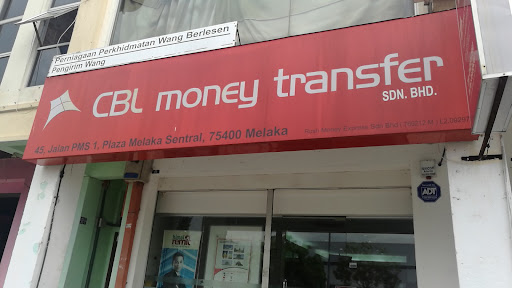 Perniagaan Perkhidmatan Wang Berlesen
Pengirim Wang
CBL money transfer
SDN. BHD.
45, Jalan PMS 1, Plaza Melaka Sentral, 75400 Melaka
ADT